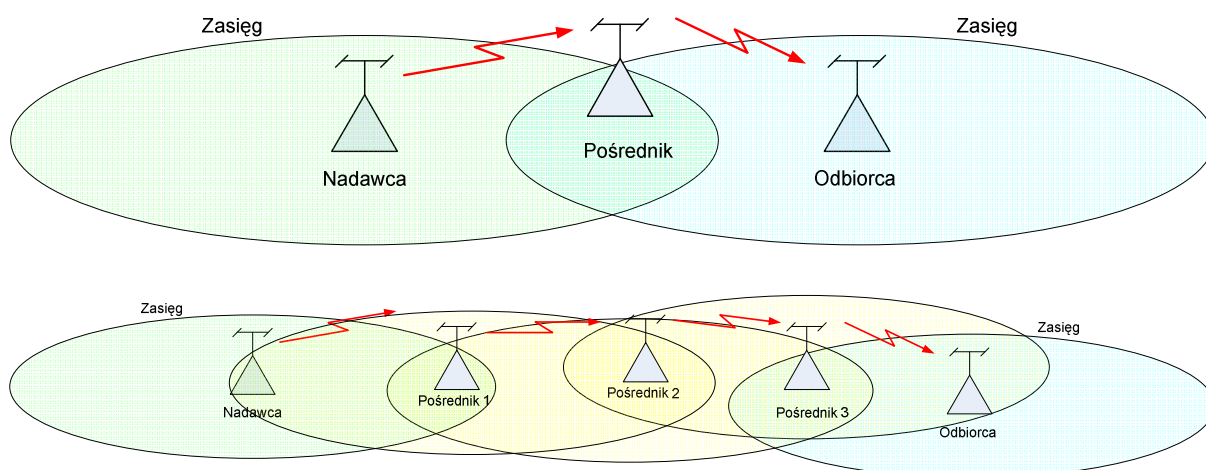 Zasięg
Zasięg
Pośrednik
Nadawca
Odbiorca
Zasięg
Zasięg
Nadawca
Pośrednik 1
Pośrednik 2
Pośrednik 3
Odbiorca